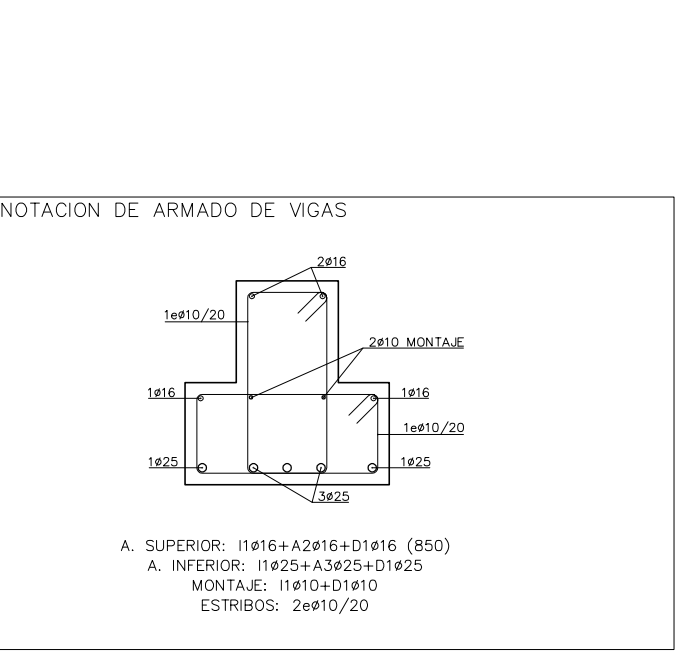 NOTACION DE ARMADO DE VIGAS
2ø16
1eø10/20
2ø10 MONTAJE
1ø16
1ø16
1eø10/20
1ø25
1ø25
3ø25
A. SUPERIOR: I1ø16+A2ø16+D1ø16 (850)
A. INFERIOR: I1ø25+A3ø25+D1ø25
MONTAJE: I1ø10+D1ø10
ESTRIBOS: 2eø10/20